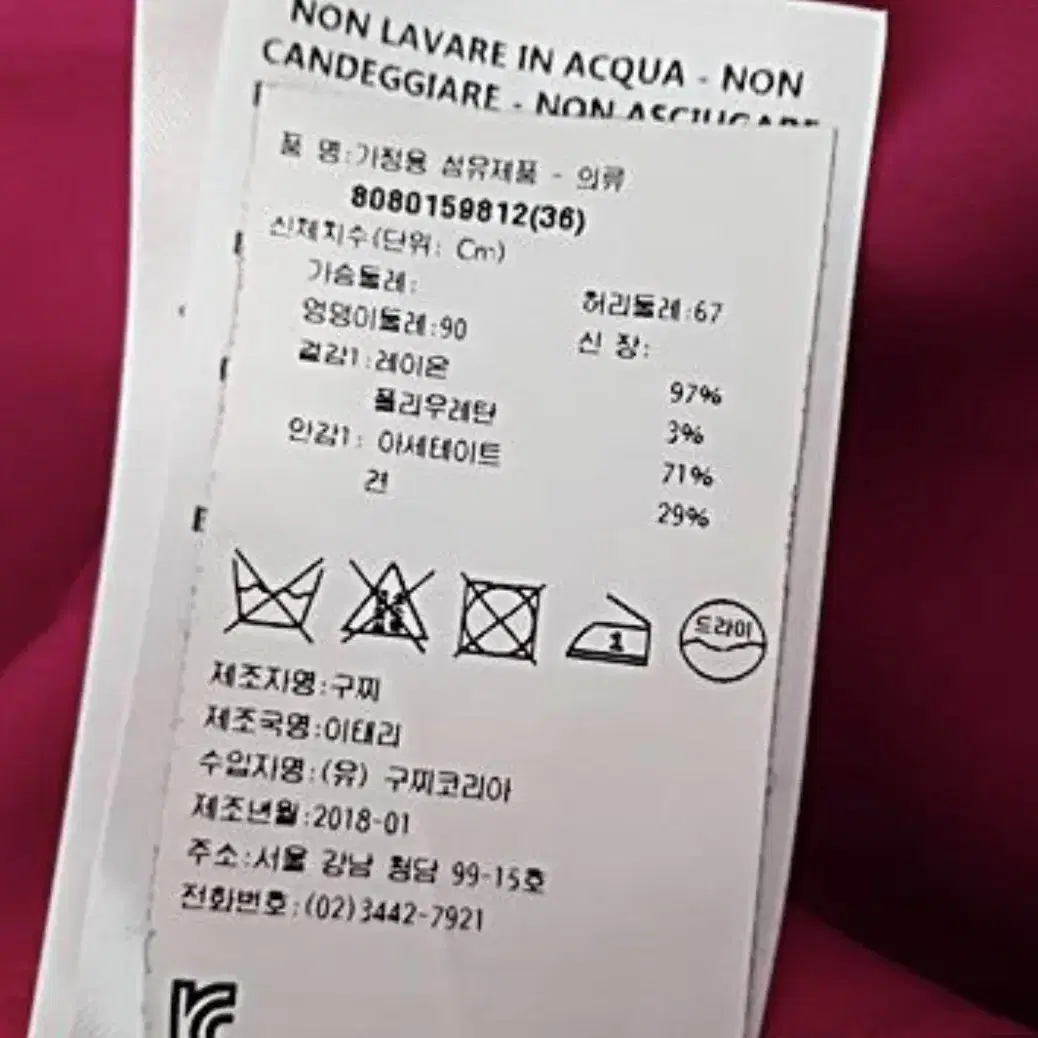 NON LAVARE IN ACQUA - NON
CANDEGGIARE - NON ASCIUGARE
품 명:가정용 섬유제품 - 의류
8080159812(36)
신체치수(단위: Cm)
가슴둘레: 허리둘레:67
엉덩이둘레:90 신 장:
겉감1:레이온 97%
폴리우레탄 3%
안감1: 아세테이트 71%
견 29%
1 드라이
제조자명:구찌
제조국명:이태리
수입자명:(유) 구찌코리아
제조년월:2018-01
주소:서울 강남 청담 99-15호
전화번호:(02)3442-7921